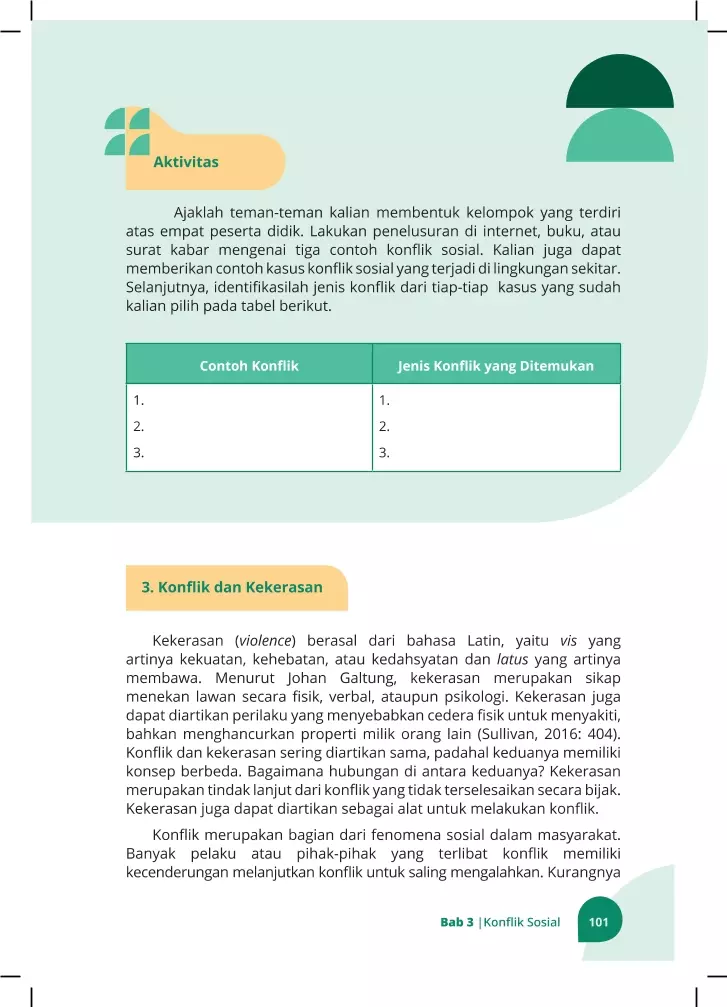 Aktivitas
Ajaklah teman-teman kalian membentuk kelompok yang terdiri
atas empat peserta didik. Lakukan penelusuran di internet, buku, atau
surat kabar mengenai tiga contoh konflik sosial. Kalian juga dapat
memberikan contoh kasus konflik sosial yang terjadi di lingkungan sekitar.
Selanjutnya, identifikasilah jenis konflik dari tiap-tiap kasus yang sudah
kalian pilih pada tabel berikut.
Contoh Konflik Jenis Konflik yang Ditemukan
1. 1.
2. 2.
3. 3.
3. Konflik dan Kekerasan
Kekerasan (violence) berasal dari bahasa Latin, yaitu vis yang
artinya kekuatan, kehebatan, atau kedahsyatan dan latus yang artinya
membawa. Menurut Johan Galtung, kekerasan merupakan sikap
menekan lawan secara fisik, verbal, ataupun psikologi. Kekerasan juga
dapat diartikan perilaku yang menyebabkan cedera fisik untuk menyakiti,
bahkan menghancurkan properti milik orang lain (Sullivan, 2016: 404).
Konflik dan kekerasan sering diartikan sama, padahal keduanya memiliki
konsep berbeda. Bagaimana hubungan di antara keduanya? Kekerasan
merupakan tindak lanjut dari konflik yang tidak terselesaikan secara bijak.
Kekerasan juga dapat diartikan sebagai alat untuk melakukan konflik.
Konflik merupakan bagian dari fenomena sosial dalam masyarakat.
Banyak pelaku atau pihak-pihak yang terlibat konflik memiliki
kecenderungan melanjutkan konflik untuk saling mengalahkan. Kurangnya
Bab 3 |Konflik Sosial 101